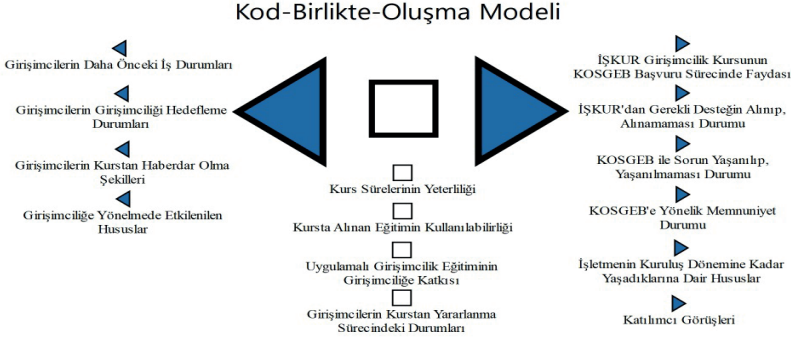 Kod-Birlikte-Oluşma Modeli
Girişimcilerin Daha Önceki İş Durumları
Girişimcilerin Girişimciliği Hedefleme
Durumları
Girişimcilerin Kurstan Haberdar Olma
Şekilleri
Girişimciliğe Yönelmede Etkilenilen
Hususlar
Kurs Sürelerinin Yeterliliği
Kursta Alınan Eğitimin Kullanılabilirliği
Uygulamalı Girişimcilik Eğitiminin
Girişimciliğe Katkısı
Girişimcilerin Kurstan Yararlanma
Sürecindeki Durumları
İŞKUR Girişimcilik Kursunun
KOSGEB Başvuru Sürecinde Faydası
İŞKUR'dan Gerekli Desteğin Alınıp,
Alınamaması Durumu
KOSGEB ile Sorun Yaşanılıp,
Yaşanılmaması Durumu
KOSGEB'e Yönelik Memnuniyet
Durumu
İşletmenin Kuruluş Dönemine Kadar
Yaşadıklarına Dair Hususlar
Katılımcı Görüşleri